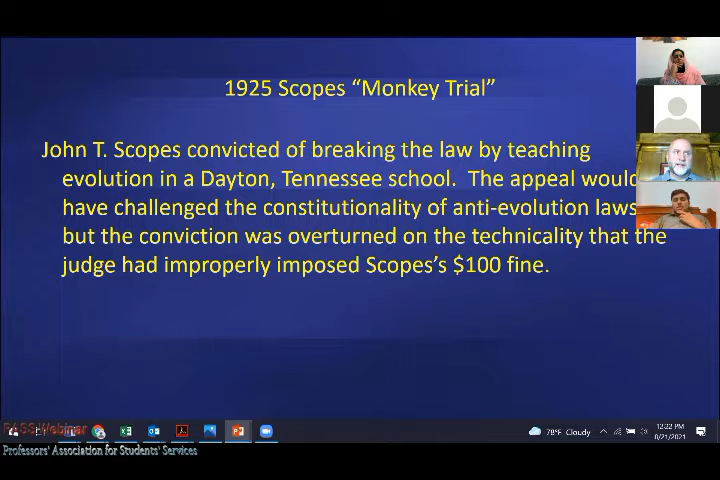 1925 Scopes “Monkey Trial”
John T. Scopes convicted of breaking the law by teaching
evolution in a Dayton, Tennessee school. The appeal would
have challenged the constitutionality of anti-evolution laws
but the conviction was overturned on the technicality that the
judge had improperly imposed Scopes’s $100 fine.
PASS Webinar
78°F Cloudy
12:22 PM
8/21/2021
Professors' Association for Students' Services